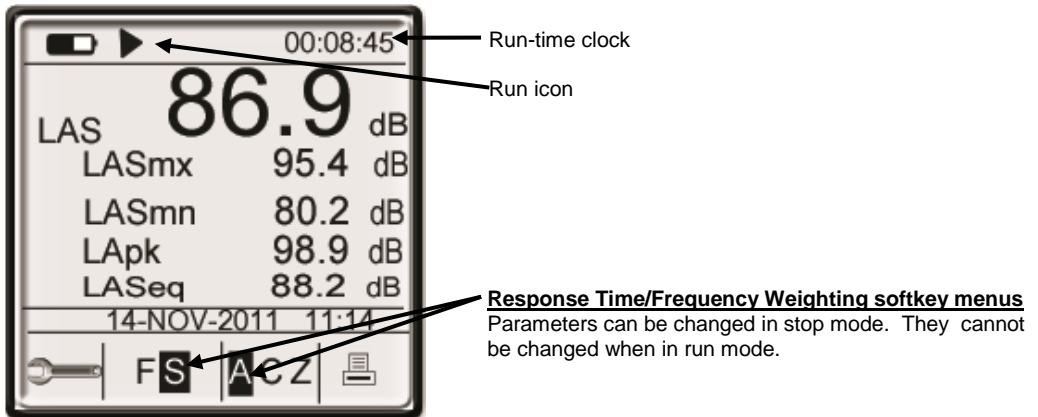 00:08:45
Run-time clock
Run icon
LAS 86.9 dB
LASmx 95.4 dB
LASmn 80.2 dB
LApk 98.9 dB
LASeq 88.2 dB
14-NOV-2011 11:14
F S A C Z
Response Time/Frequency Weighting softkey menus
Parameters can be changed in stop mode. They cannot
be changed when in run mode.